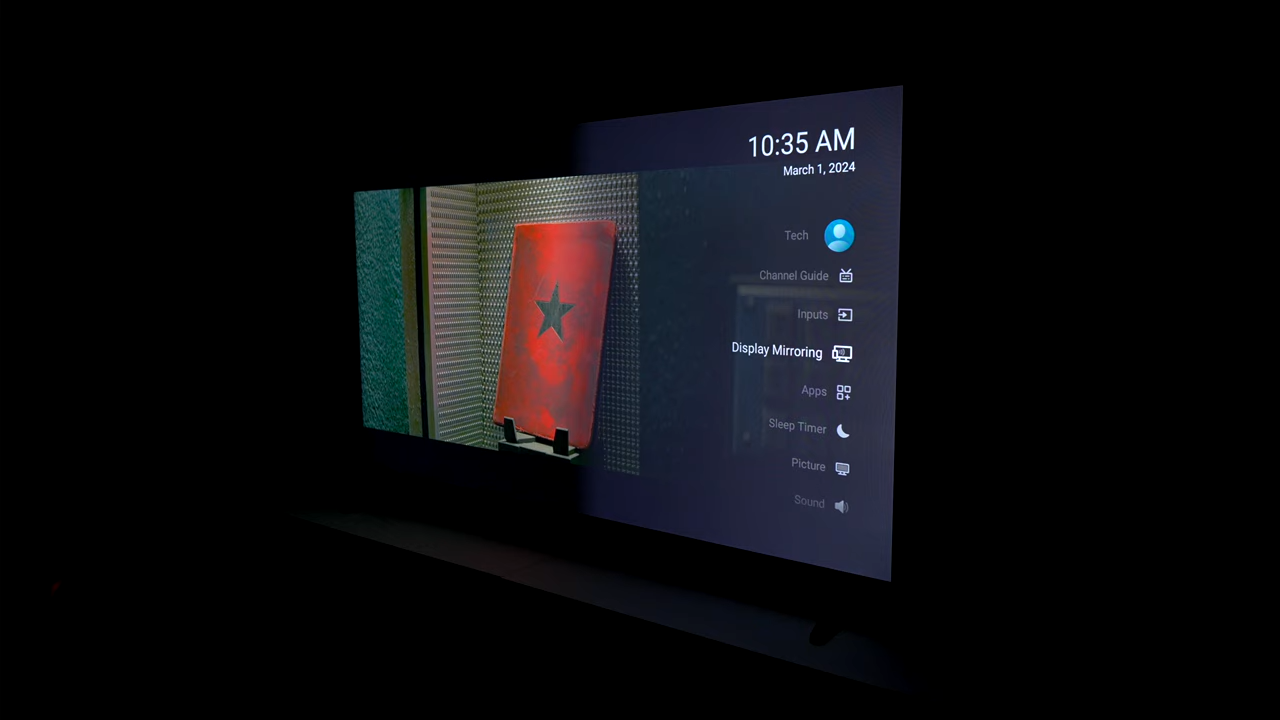 10:35 AM
March 1, 2024
Tech
Channel Guide
Inputs
Display Mirroring
Apps
Sleep Timer
Picture
Sound